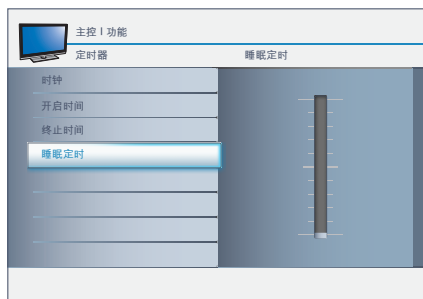 主控 | 功能
定时器 睡眠定时
时钟
开启时间
终止时间
睡眠定时